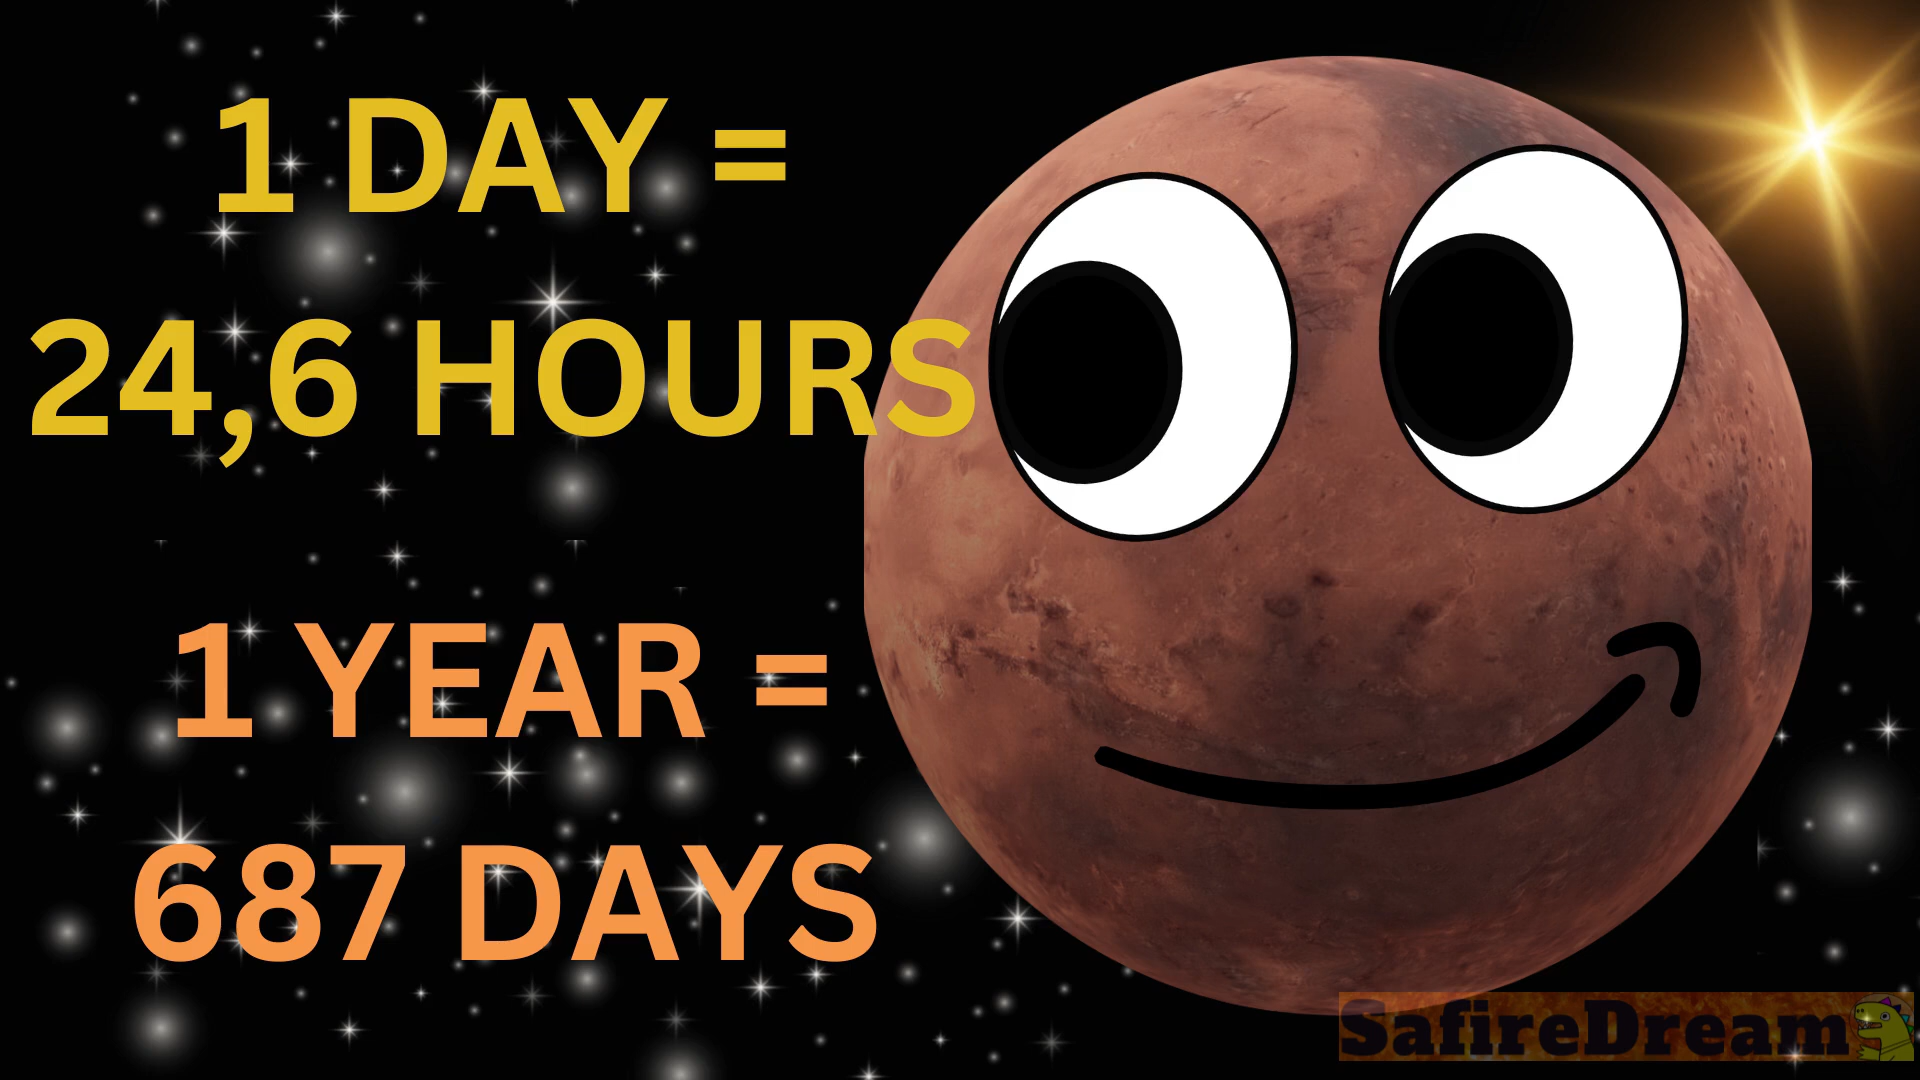 1 DAY =
24,6 HOURS
1 YEAR =
687 DAYS
SafireDream